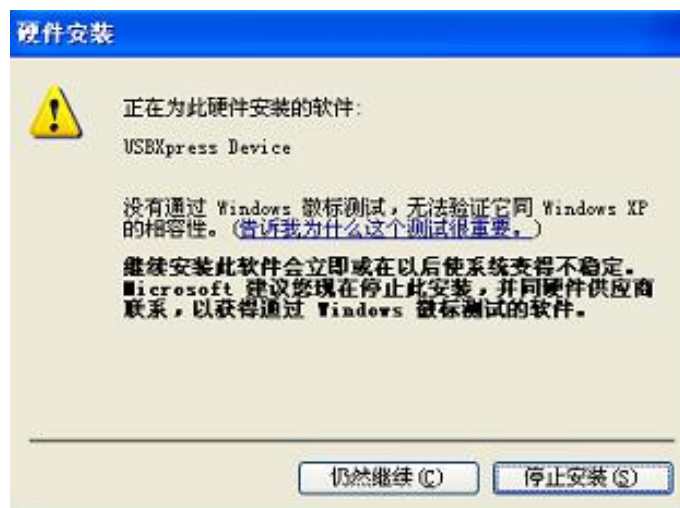 硬件安装
正在为此硬件安装的软件:
USBXpress Device
没有通过 Windows 徽标测试，无法验证它同 Windows XP
的相容性。(告诉我为什么这个测试很重要。)
继续安装此软件会立即或在以后使系统变得不稳定。
Microsoft 建议您现在停止此安装，并同硬件供应商
联系，以获得通过 Windows 徽标测试的软件。
仍然继续(C)
停止安装(S)